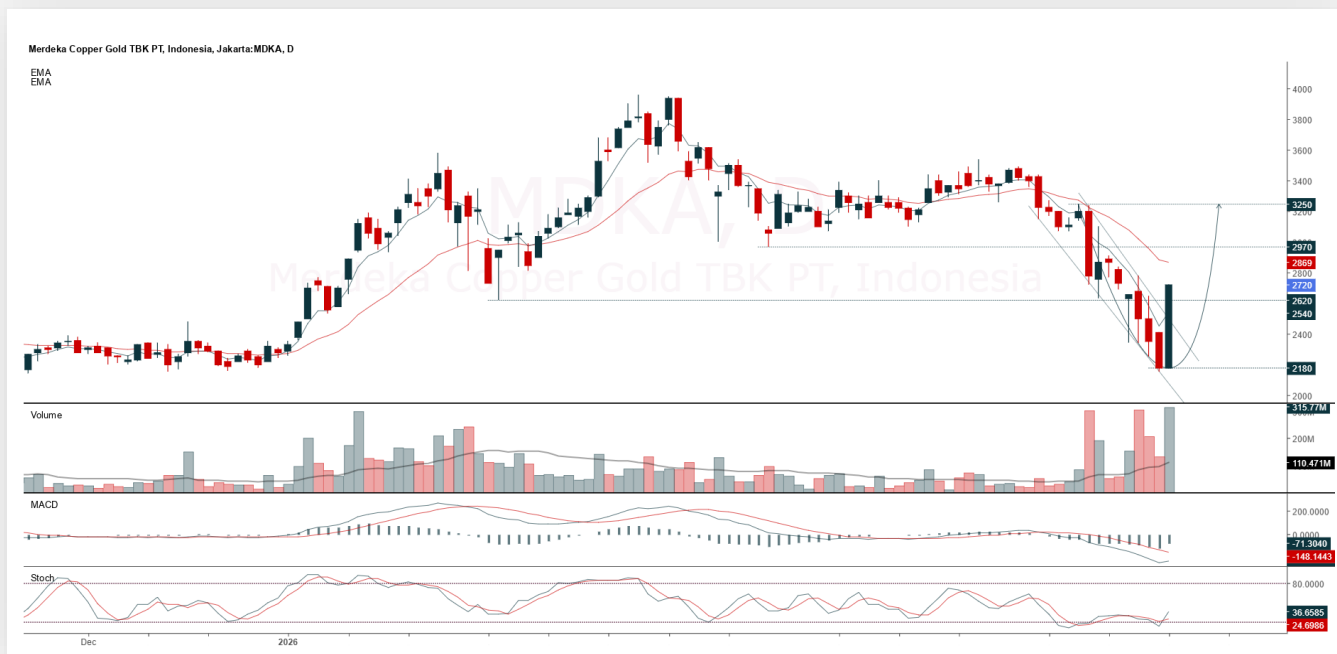 Merdeka Copper Gold TBK PT, Indonesia, Jakarta:MDKA, D
EMA
EMA
MDKA, D
Merdeka Copper Gold TBK PT, Indonesia
4000
3800
3600
3400
3250
3200
2970
2869
2800
2720
2620
2540
2400
2180
2000
Volume
315.77M
200M
110.471M
MACD
200.0000
0.0000
-71.3040
-148.1443
Stoch
80.0000
36.6585
24.6986
Dec
2026